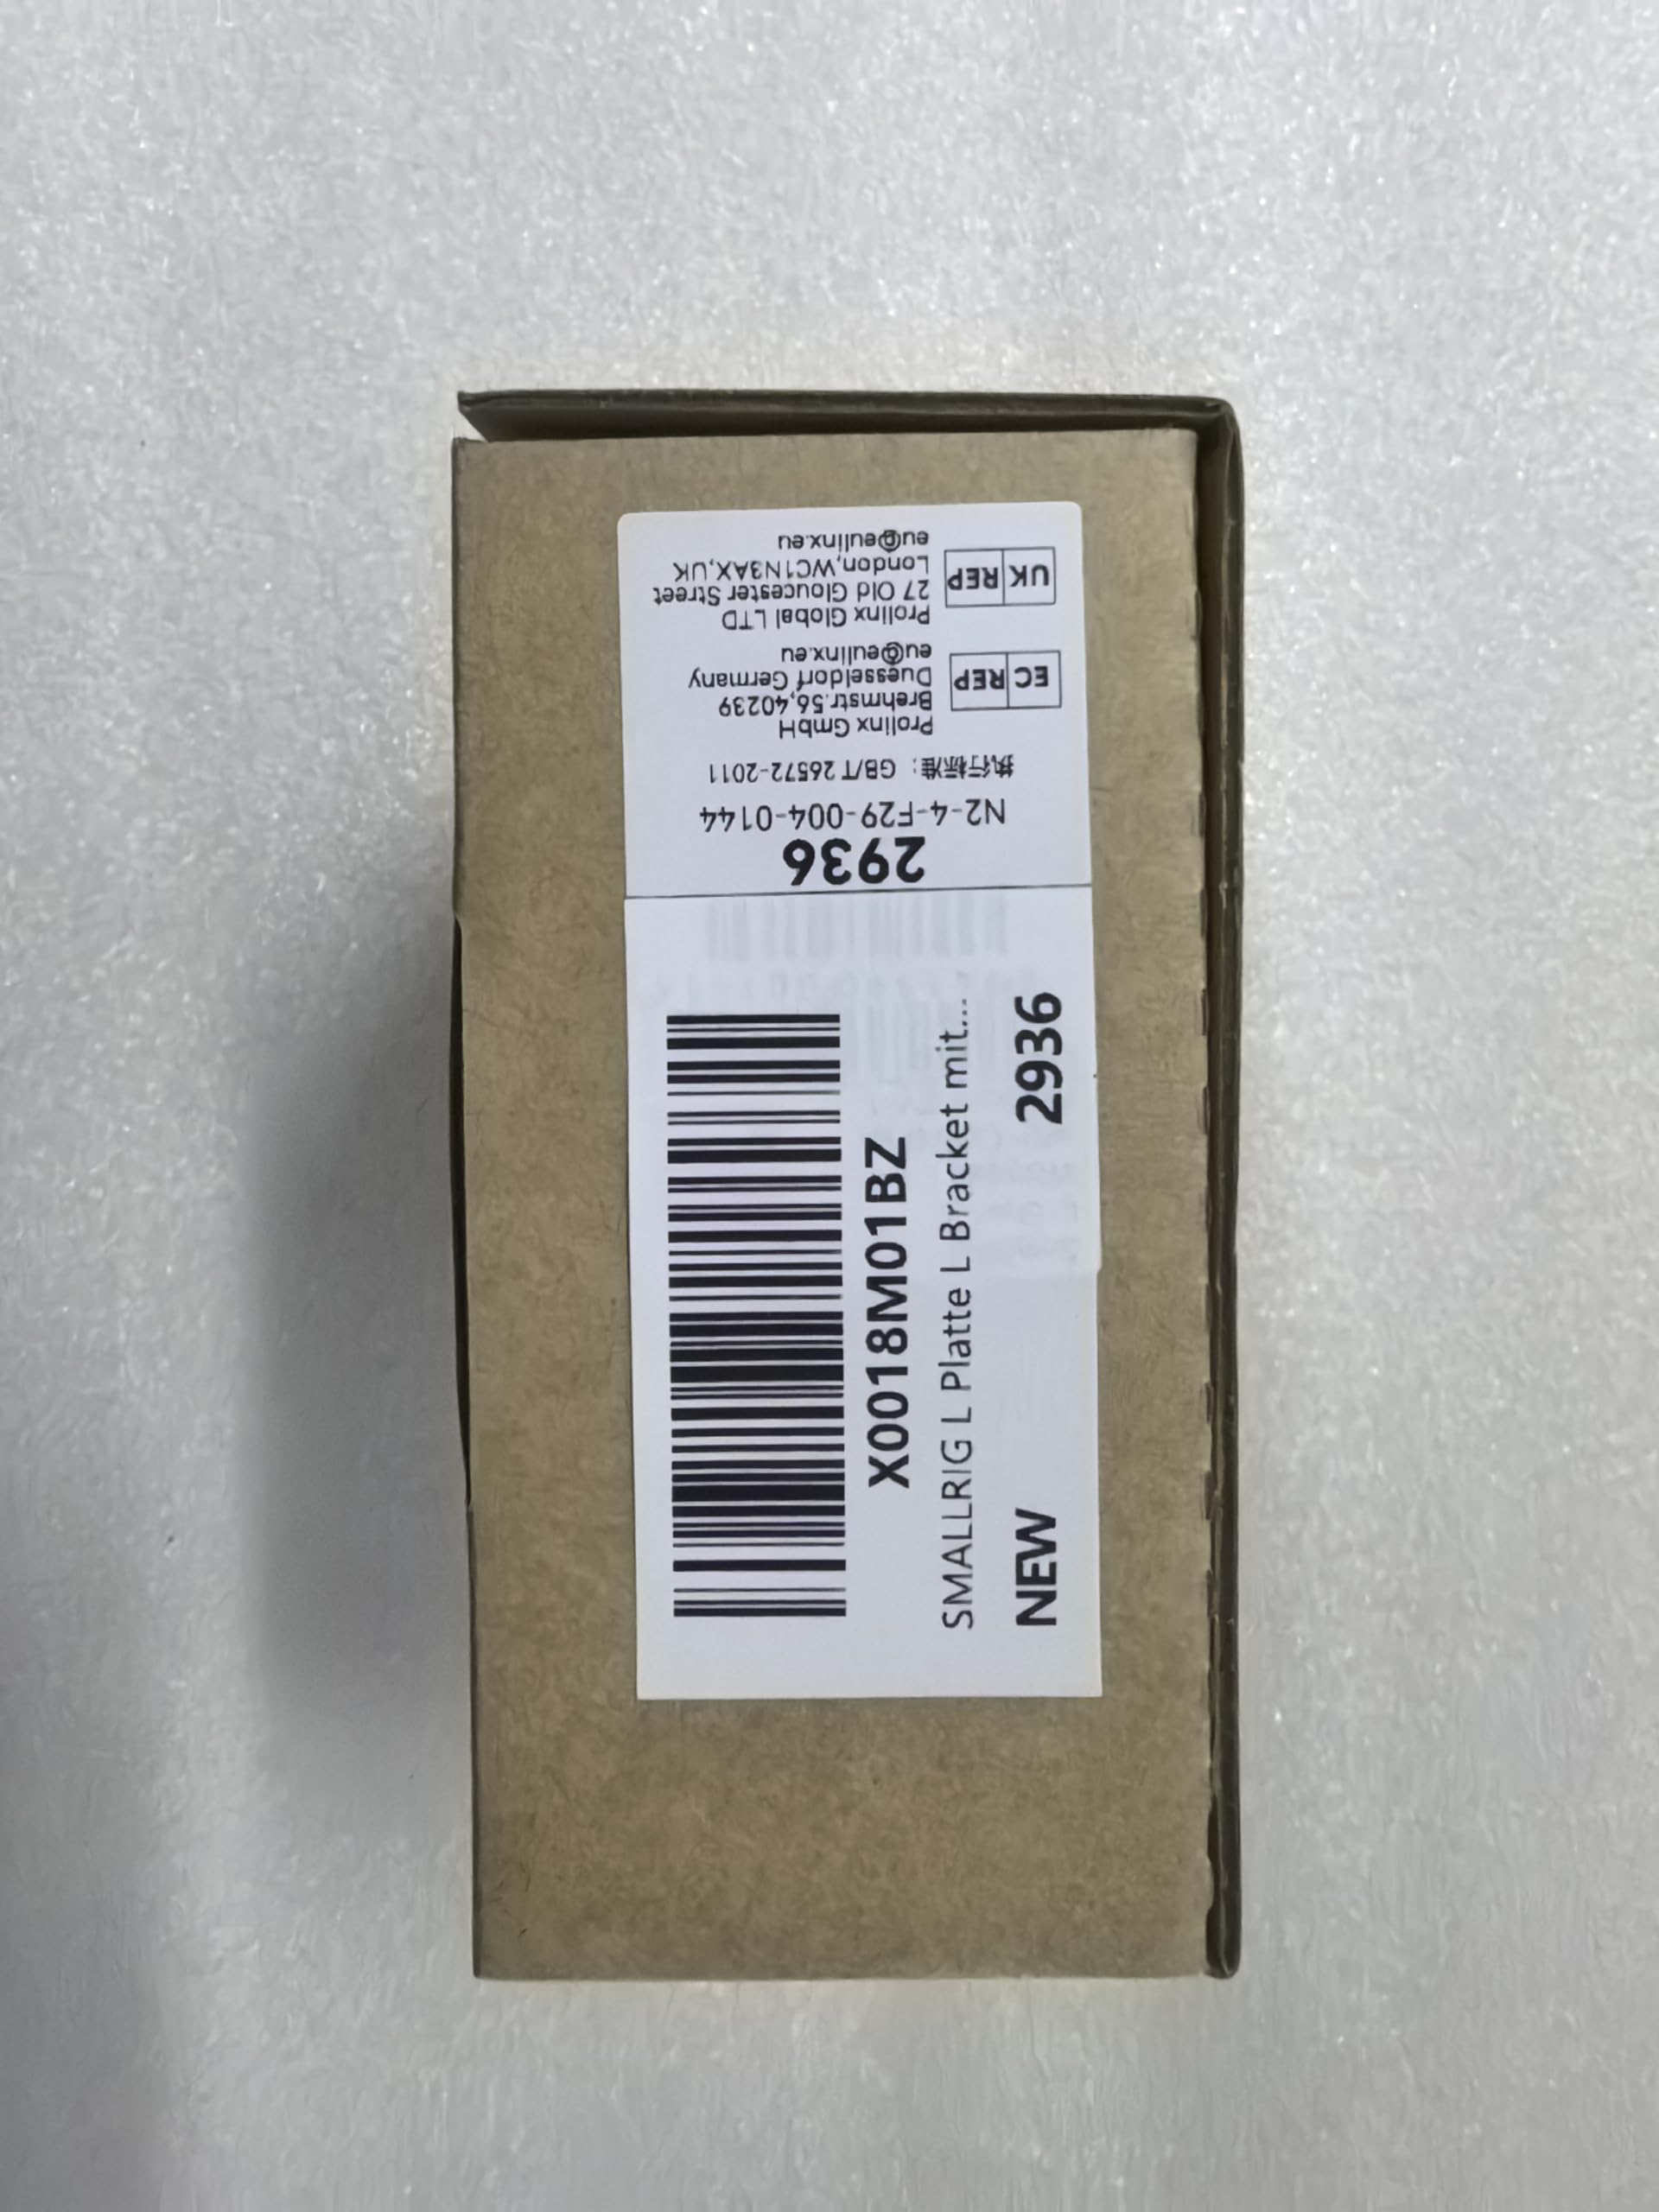 2936
N2-4-F29-004-0144
执行标准：GB/T 26572-2011
EC REP
Prolinx GmbH
Brehmstr.56,40239
Duesseldorf Germany
eu@eulinx.eu
UK REP
Prolinx Global LTD
27 Old Gloucester Street
London,WC1N3AX,UK
eu@eulinx.eu
X0018M01BZ
SMALLRIG L Platte L Bracket mit...
NEW 2936